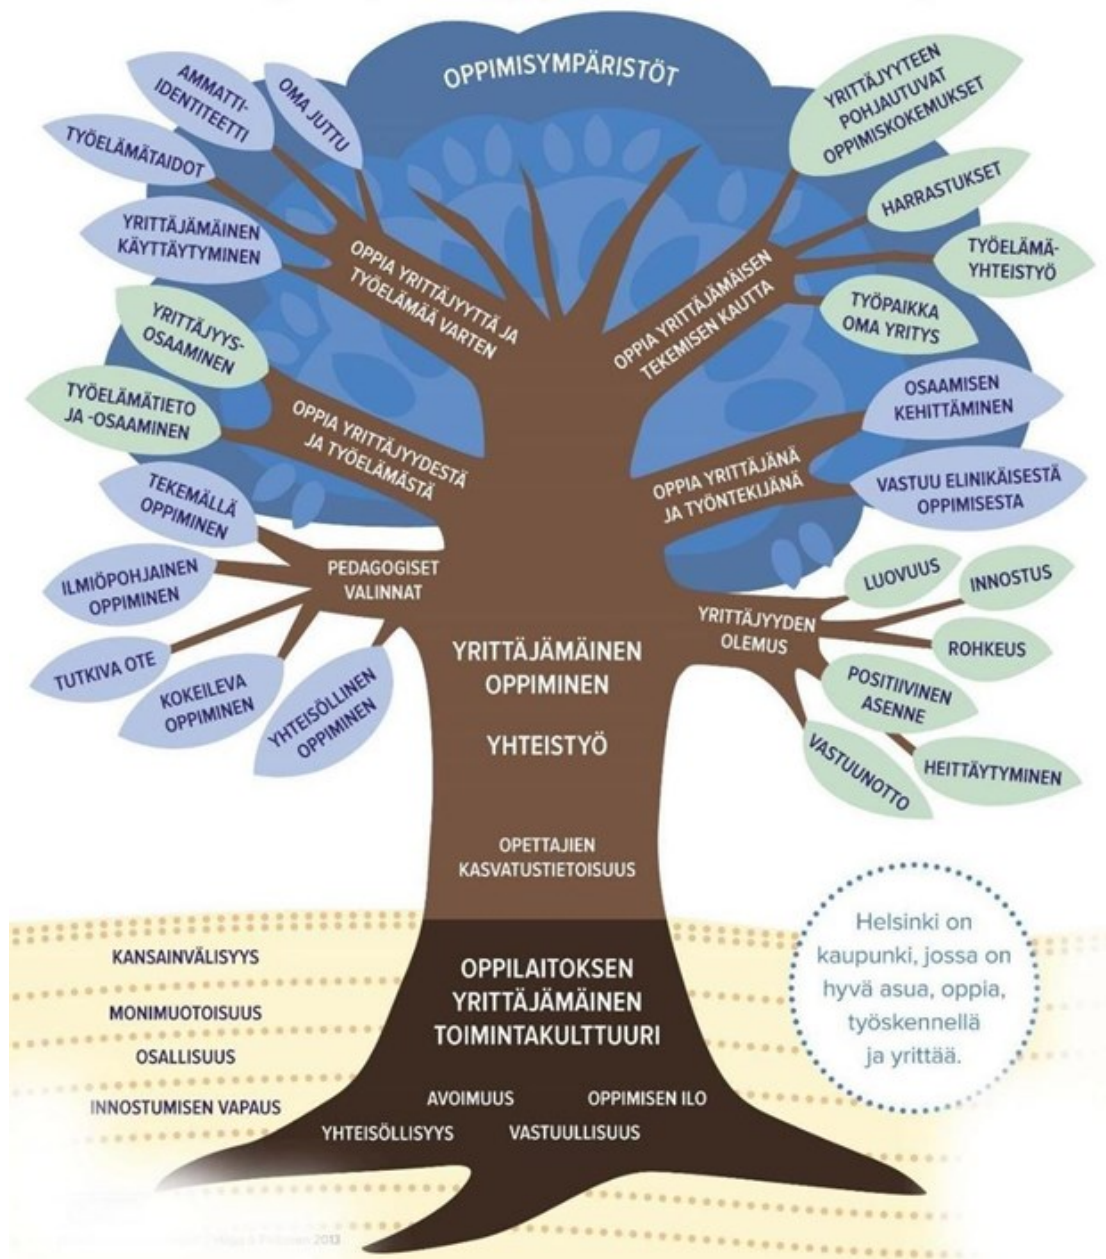 OPPIMISYMPÄRISTÖT
AMMATTI-
IDENTITEETTI
OMA JUTTU
TYÖELÄMÄTAIDOT
YRITTÄJÄMÄINEN
KÄYTTÄYTYMINEN
OPPIA YRITTÄJYYTTÄ JA
TYÖELÄMÄÄ VARTEN
YRITTÄJYYS-
OSAAMINEN
TYÖELÄMÄTIETO
JA -OSAAMINEN
OPPIA YRITTÄJYYDESTÄ
JA TYÖELÄMÄSTÄ
TEKEMÄLLÄ
OPPIMINEN
ILMIÖPOHJAINEN
OPPIMINEN
TUTKIVA OTE
KOKEILEVA
OPPIMINEN
YHTEISÖLLINEN
OPPIMINEN
PEDAGOGISET
VALINNAT
YRITTÄJYYTEEN
POHJAUTUVAT
OPPIMISKOKEMUKSET
HARRASTUKSET
TYÖELÄMÄ-
YHTEISTYÖ
TYÖPAIKKA
OMA YRITYS
OPPIA YRITTÄJÄMÄISEN
TEKEMISEN KAUTTA
OSAAMISEN
KEHITTÄMINEN
VASTUU ELINIKÄISESTÄ
OPPIMISESTA
OPPIA YRITTÄJÄNÄ
JA TYÖNTEKIJÄNÄ
LUOVUUS
INNOSTUS
ROHKEUS
POSITIIVINEN
ASENNE
HEITTÄYTYMINEN
VASTUUNOTTO
YRITTÄJYYDEN
OLEMUS
YRITTÄJÄMÄINEN
OPPIMINEN
YHTEISTYÖ
OPETTAJIEN
KASVATUSTIETOISUUS
OPPILAITOKSEN
YRITTÄJÄMÄINEN
TOIMINTAKULTTUURI
AVOIMUUS
OPPIMISEN ILO
YHTEISÖLLISYYS
VASTUULLISUUS
KANSAINVÄLISYYS
MONIMUOTOISUUS
OSALLISUUS
INNOSTUMISEN VAPAUS
Helsinki on
kaupunki, jossa on
hyvä asua, oppia,
työskennellä
ja yrittää.
2013